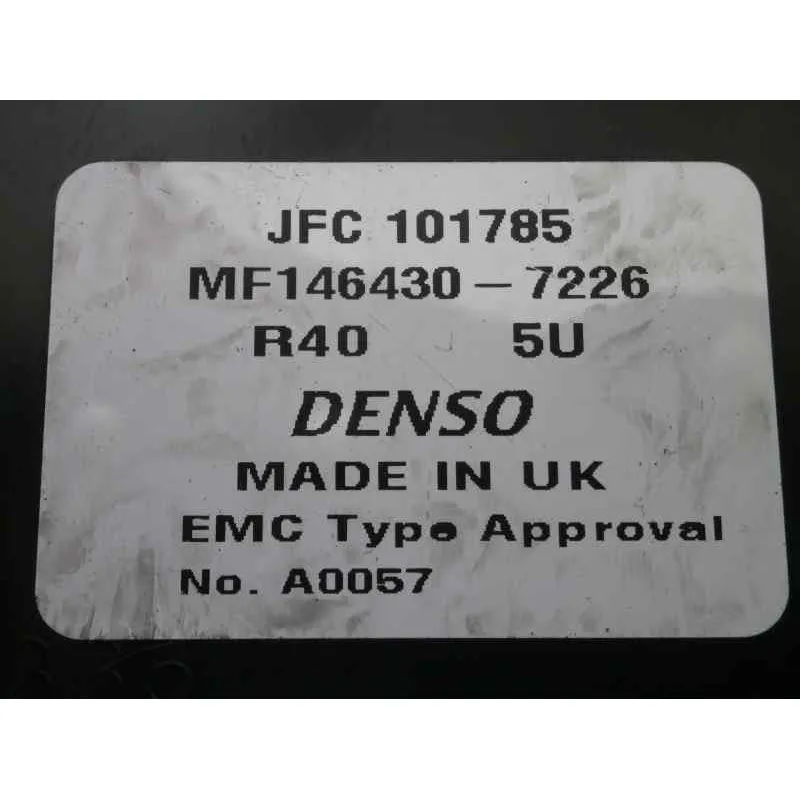 JFC 101785
MF146430-7226
R40 5U
DENSO
MADE IN UK
EMC Type Approval
No. A0057